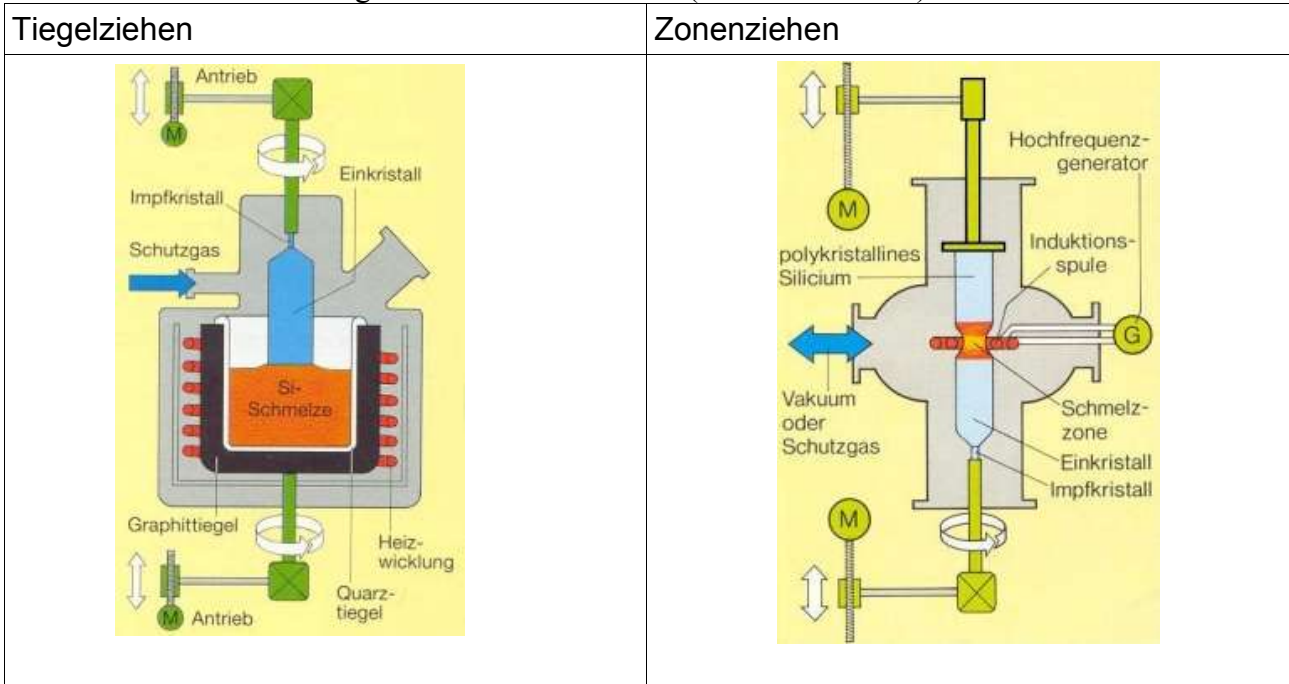 Tiegelziehen
Antrieb
M
Einkristall
Impfkristall
Schutzgas
Si-
Schmelze
Graphittiegel
Heiz-
wicklung
Quarz-
tiegel
M
Antrieb
Zonenziehen
Hochfrequenz-
generator
M
Induktions-
spule
polykristallines
Silicium
G
Vakuum
oder
Schutzgas
Schmelz-
zone
Einkristall
Impfkristall
M